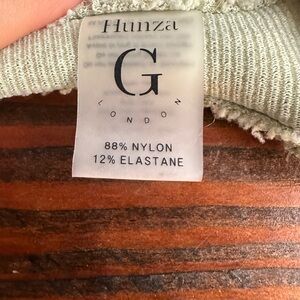 Hunza
G
LONDON
88% NYLON
12% ELASTANE